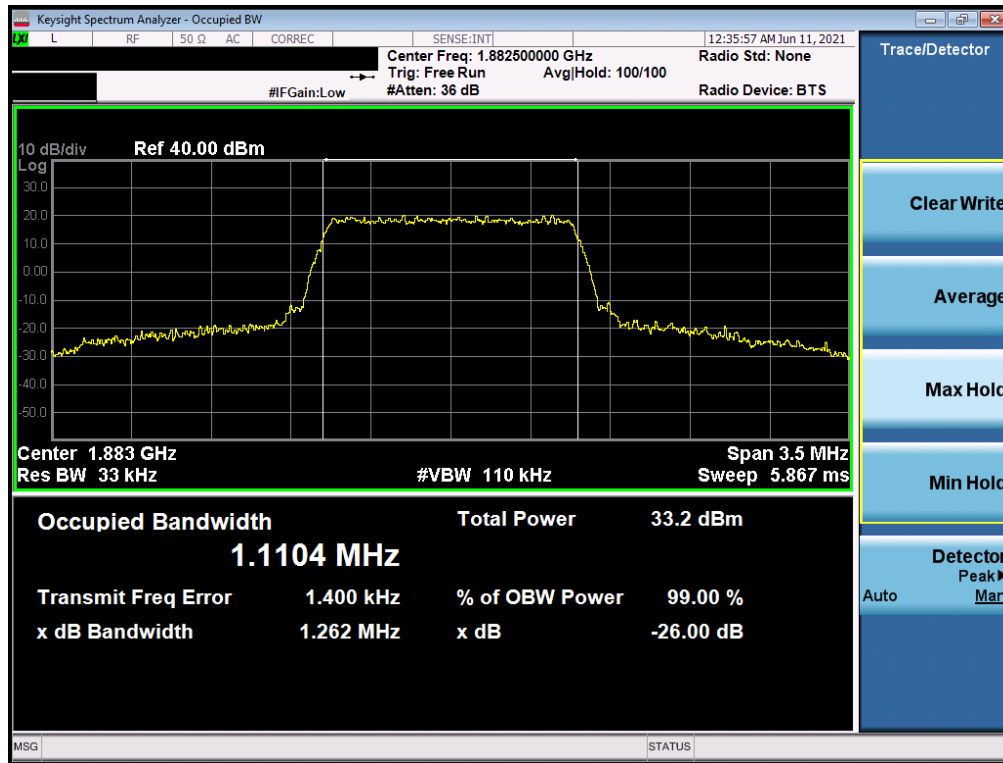 Keysight Spectrum Analyzer - Occupied BW
LXI L RF 50 Ω AC CORREC SENSE:INT 12:35:57 AM Jun 11, 2021
Center Freq: 1.882500000 GHz Radio Std: None
Trig: Free Run Avg|Hold: 100/100
#IFGain:Low #Atten: 36 dB Radio Device: BTS
10 dB/div Ref 40.00 dBm
Log
30.0
20.0
10.0
0.00
-10.0
-20.0
-30.0
-40.0
-50.0
Center 1.883 GHz Span 3.5 MHz
Res BW 33 kHz #VBW 110 kHz Sweep 5.867 ms
Occupied Bandwidth Total Power 33.2 dBm
1.1104 MHz
Transmit Freq Error 1.400 kHz % of OBW Power 99.00 %
x dB Bandwidth 1.262 MHz x dB -26.00 dB
MSG STATUS
Trace/Detector
Clear Write
Average
Max Hold
Min Hold
Detector
Peak
Auto Man